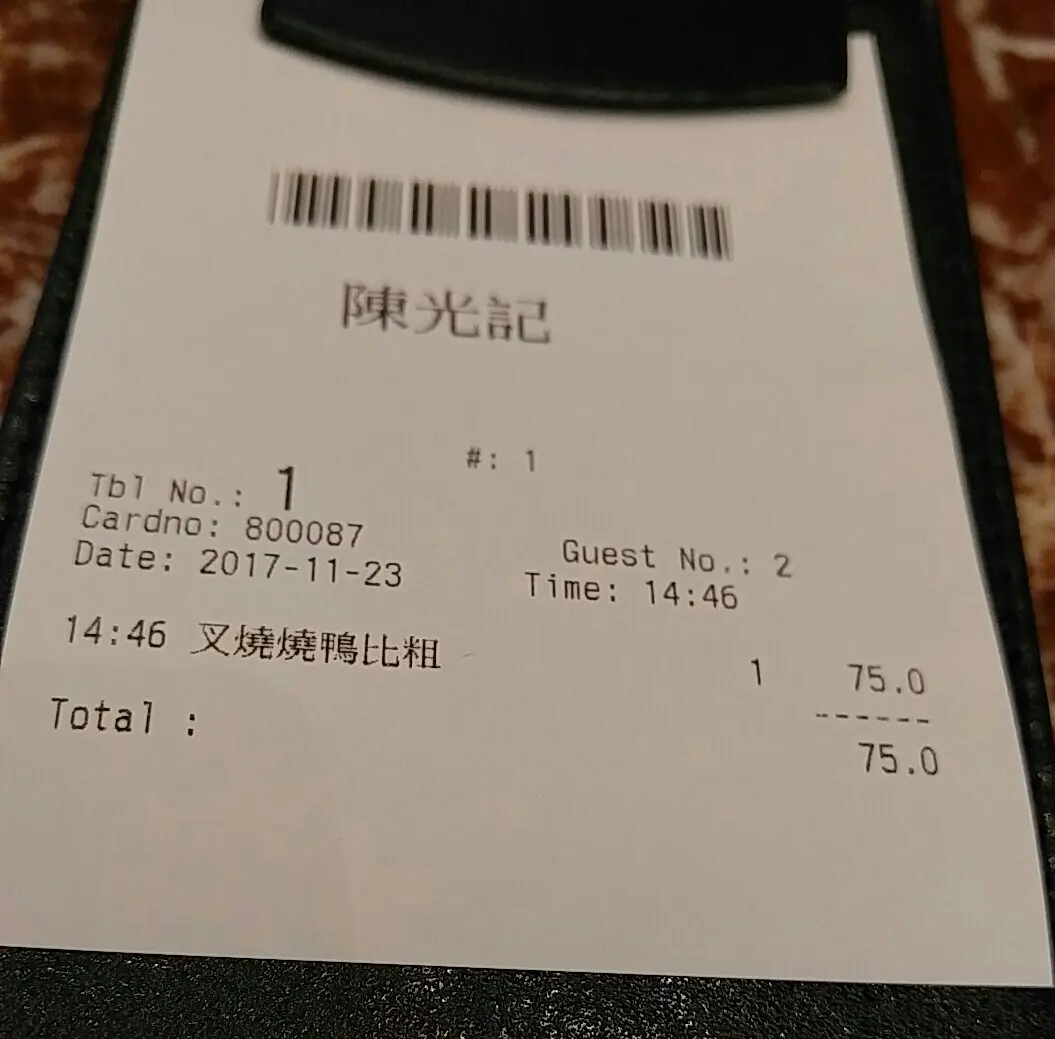 陳光記
#: 1
Tbl No.: 1
Cardno: 800087 Guest No.: 2
Date: 2017-11-23 Time: 14:46
14:46 叉燒燒鴨比粗 1 75.0
------
Total : 75.0